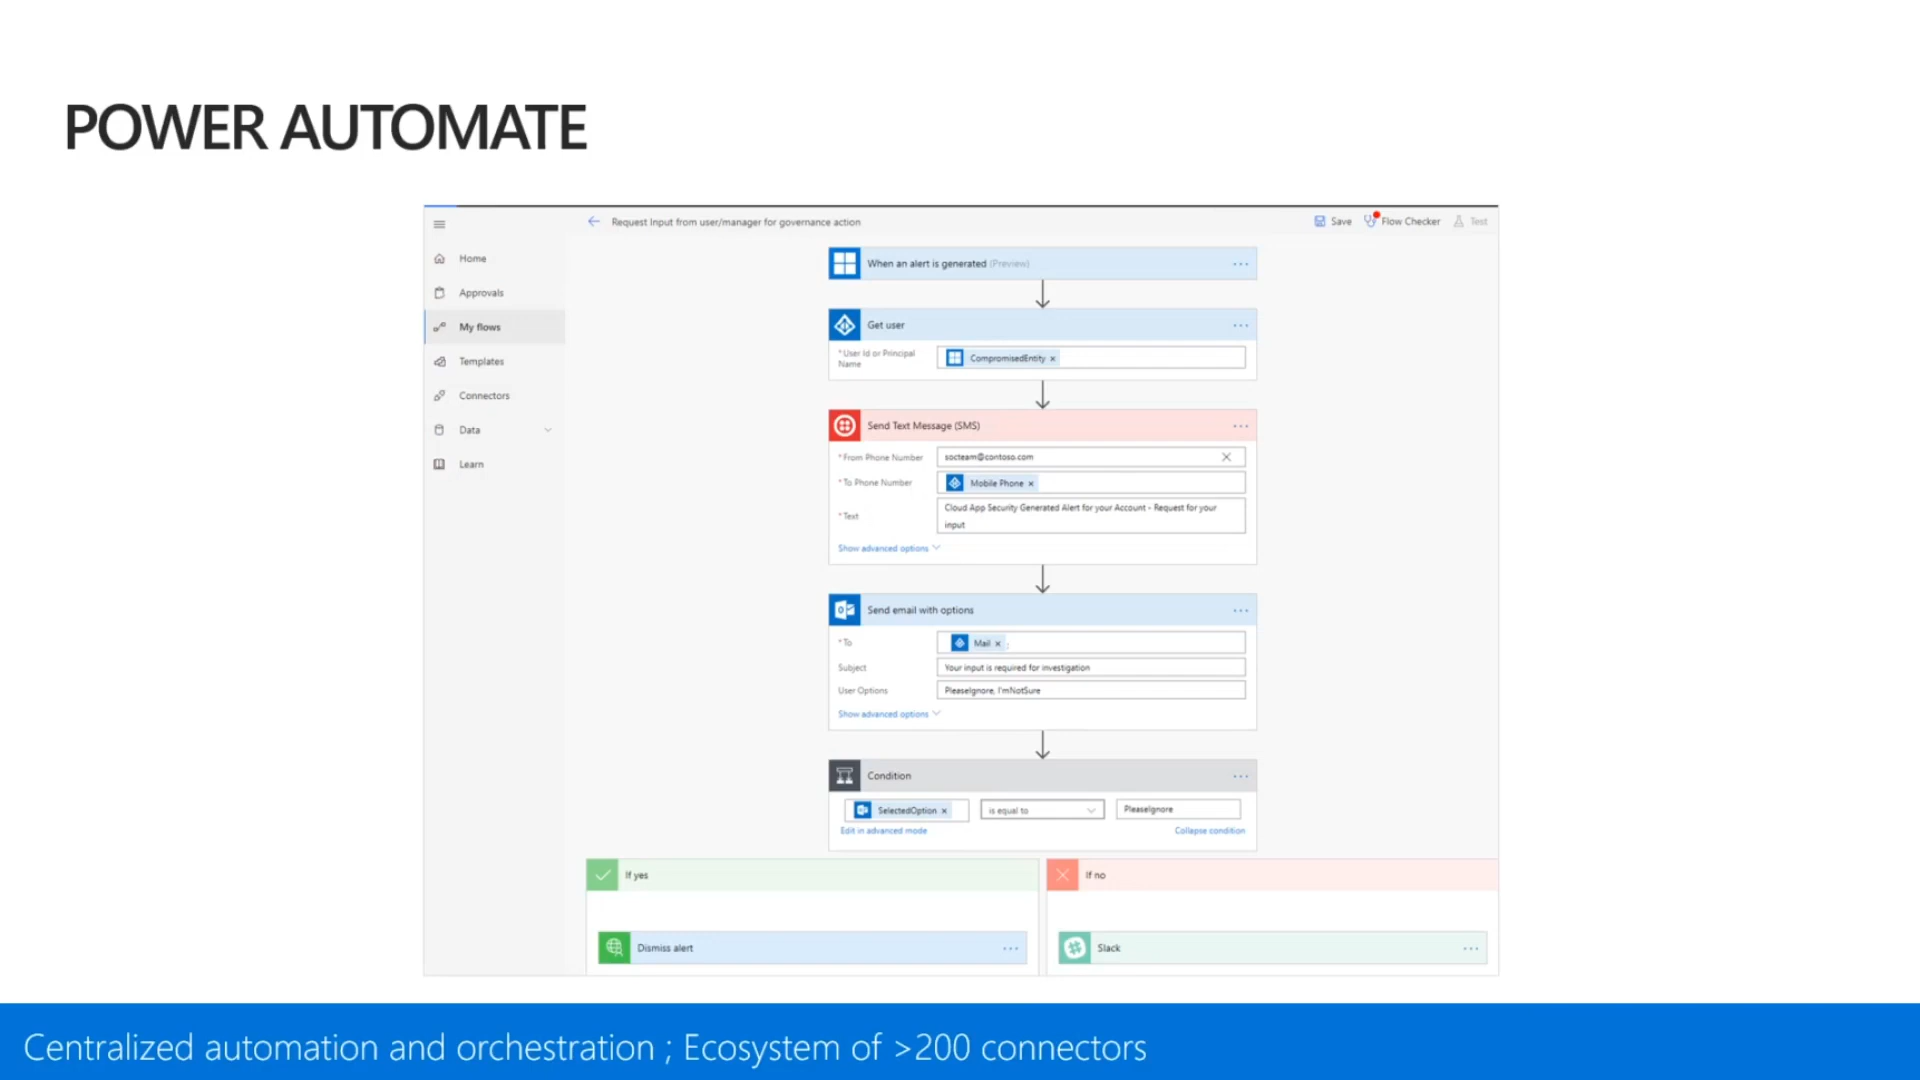 POWER AUTOMATE
Request Input from user/manager for governance action
Save
Flow Checker
Test
Home
Approvals
My flows
Templates
Connectors
Data
Learn
When an alert is generated (Preview)
Get user
* User Id or Principal
Name
CompromisedEntity ×
Send Text Message (SMS)
* From Phone Number
socteam@contoso.com
* To Phone Number
Mobile Phone ×
* Text
Cloud App Security Generated Alert for your Account - Request for your
input
Show advanced options
Send email with options
* To
Mail × ;
Subject
Your input is required for investigation
User Options
PleaseIgnore, I'mNotSure
Show advanced options
Condition
SelectedOption ×
is equal to
PleaseIgnore
Edit in advanced mode
Collapse condition
If yes
If no
Dismiss alert
Slack
Centralized automation and orchestration ; Ecosystem of >200 connectors